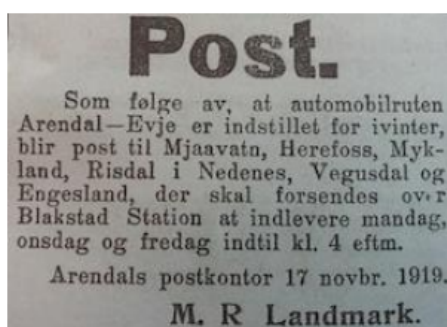 Post.
Som følge av, at automobilruten
Arendal—Evje er indstillet for ivinter,
blir post til Mjaavatn, Herefoss, Myk-
land, Risdal i Nedenes, Vegusdal og
Engesland, der skal forsendes over
Blakstad Station at indlevere mandag,
onsdag og fredag indtil kl. 4 eftm.
Arendals postkontor 17 novbr. 1919.
M. R Landmark.